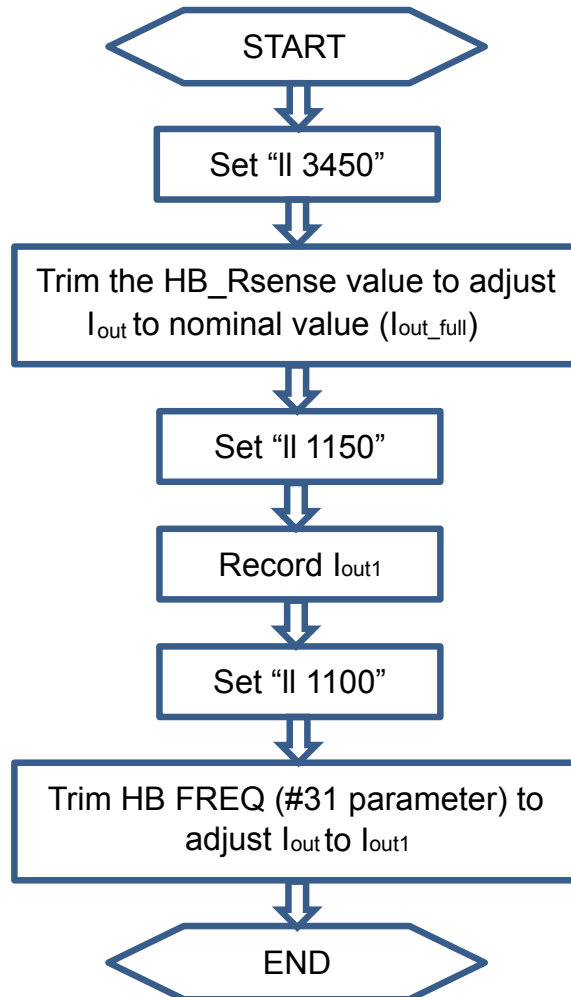 START
Set “ll 3450”
Trim the HB_Rsense value to adjust
Iout to nominal value (Iout_full)
Set “ll 1150”
Record Iout1
Set “ll 1100”
Trim HB FREQ (#31 parameter) to
adjust Iout to Iout1
END